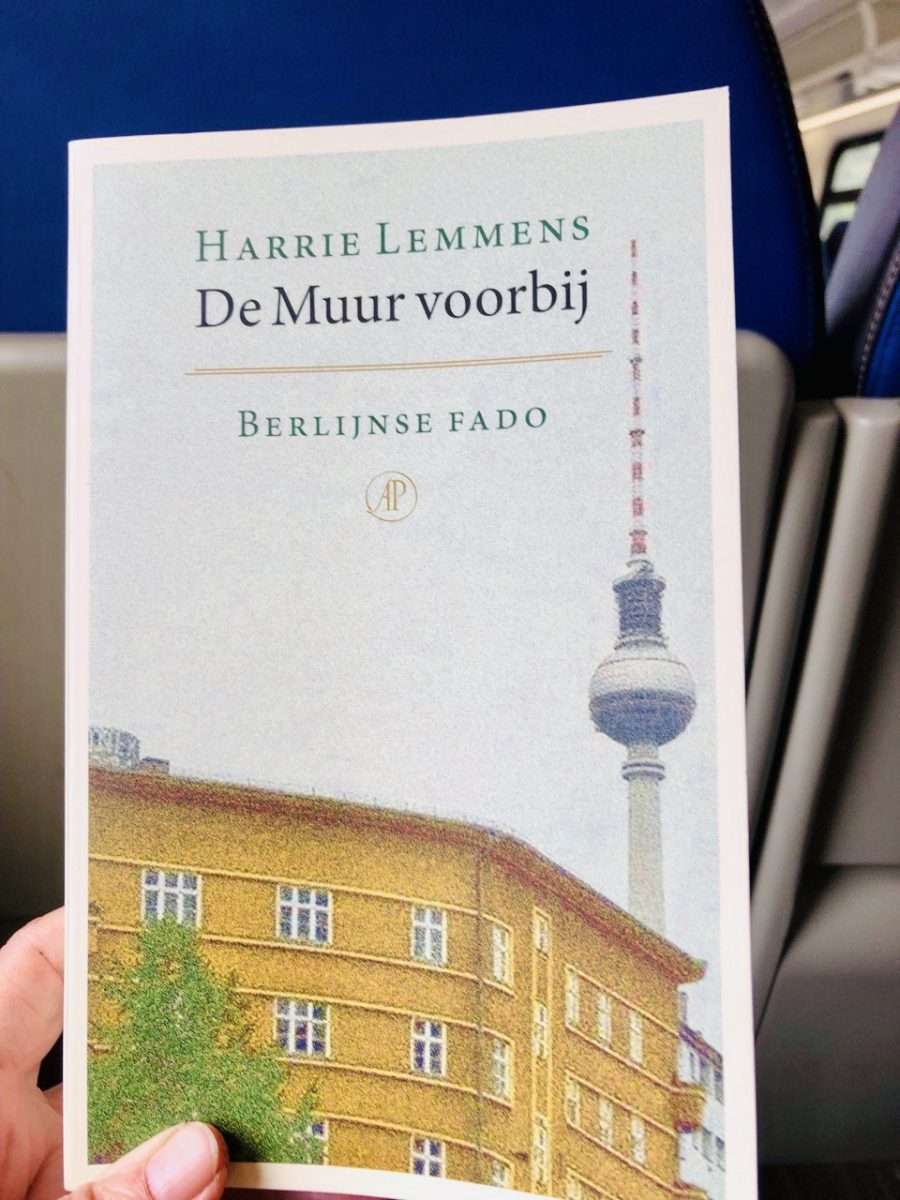 HARRIE LEMMENS
De Muur voorbij
BERLIJNSE FADO
AP